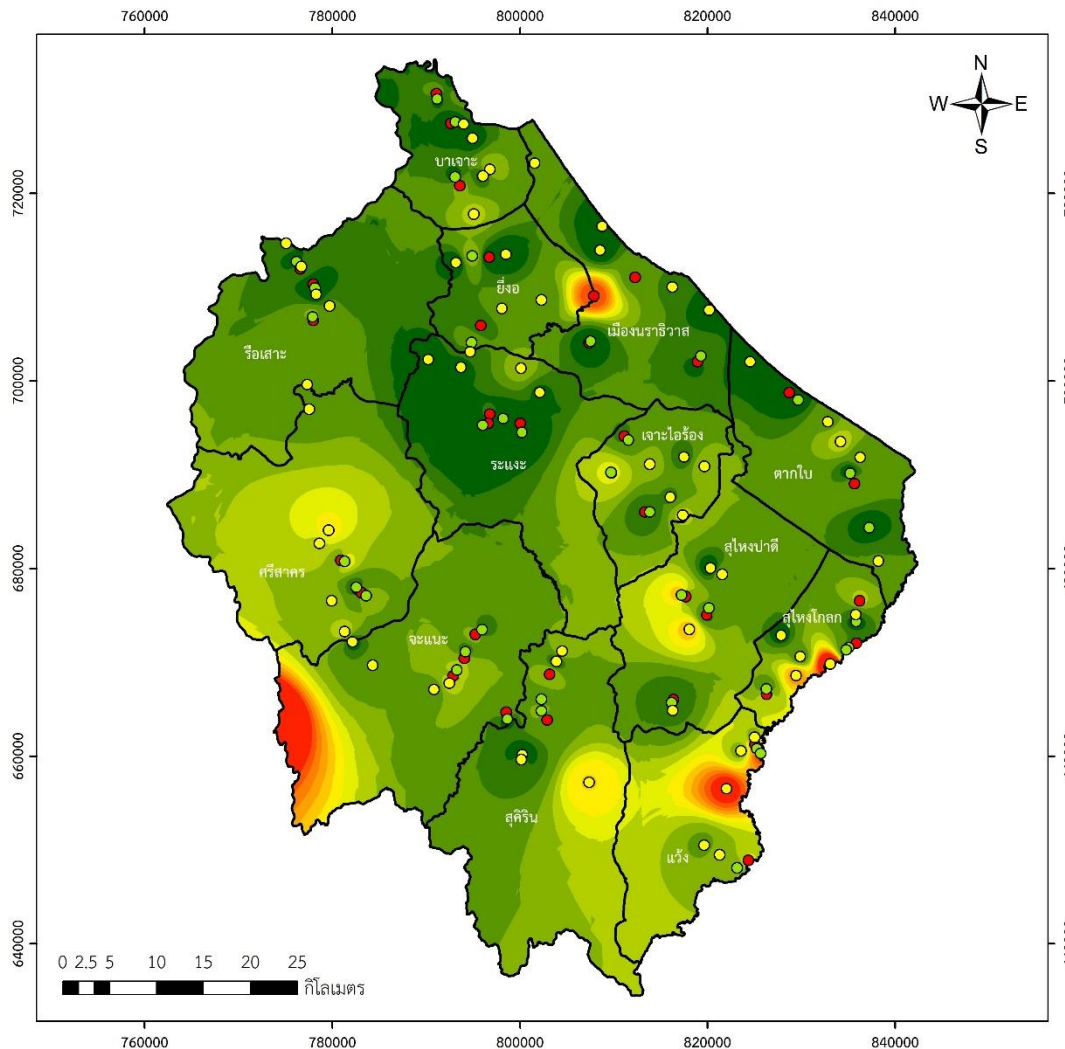 760000 780000 800000 820000 840000
N
W E
S
720000
700000
680000
660000
640000
บาเจาะ
ยี่งอ
เมืองนราธิวาส
รือเสาะ
ระแงะ
เจาะไอร้อง
ตากใบ
สุไหงปาดี
ศรีสาคร
สุไหงโกลก
จะแนะ
สุคิริน
แว้ง
0 2.5 5 10 15 20 25
กิโลเมตร
760000 780000 800000 820000 840000